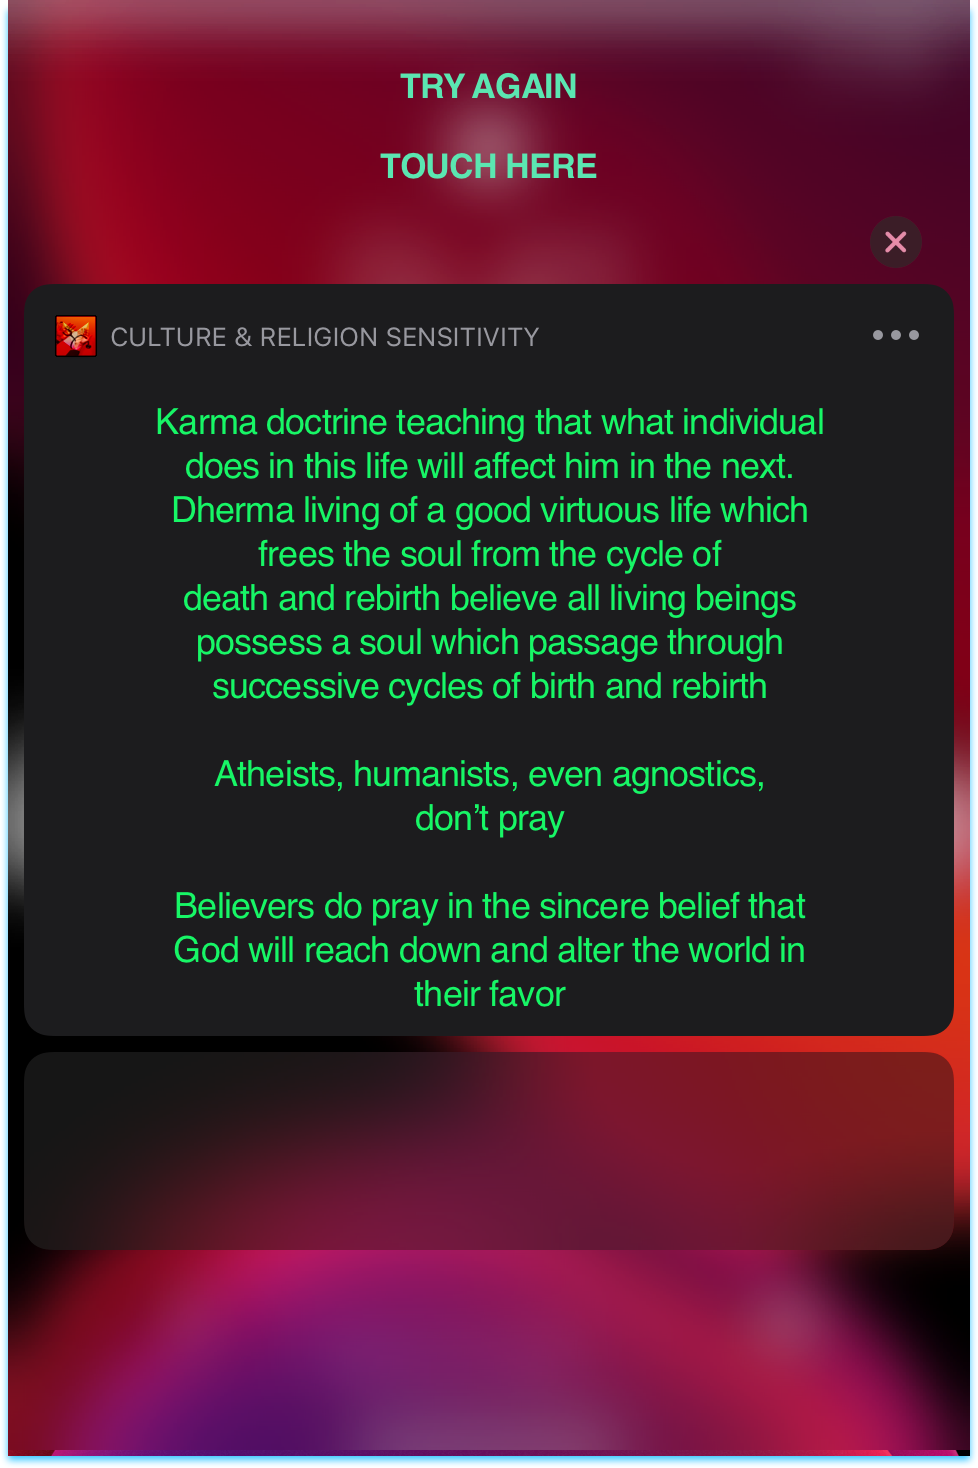 TRY AGAIN
TOUCH HERE
CULTURE & RELIGION SENSITIVITY
Karma doctrine teaching that what individual
does in this life will affect him in the next.
Dherma living of a good virtuous life which
frees the soul from the cycle of
death and rebirth believe all living beings
possess a soul which passage through
successive cycles of birth and rebirth
Atheists, humanists, even agnostics,
don’t pray
Believers do pray in the sincere belief that
God will reach down and alter the world in
their favor